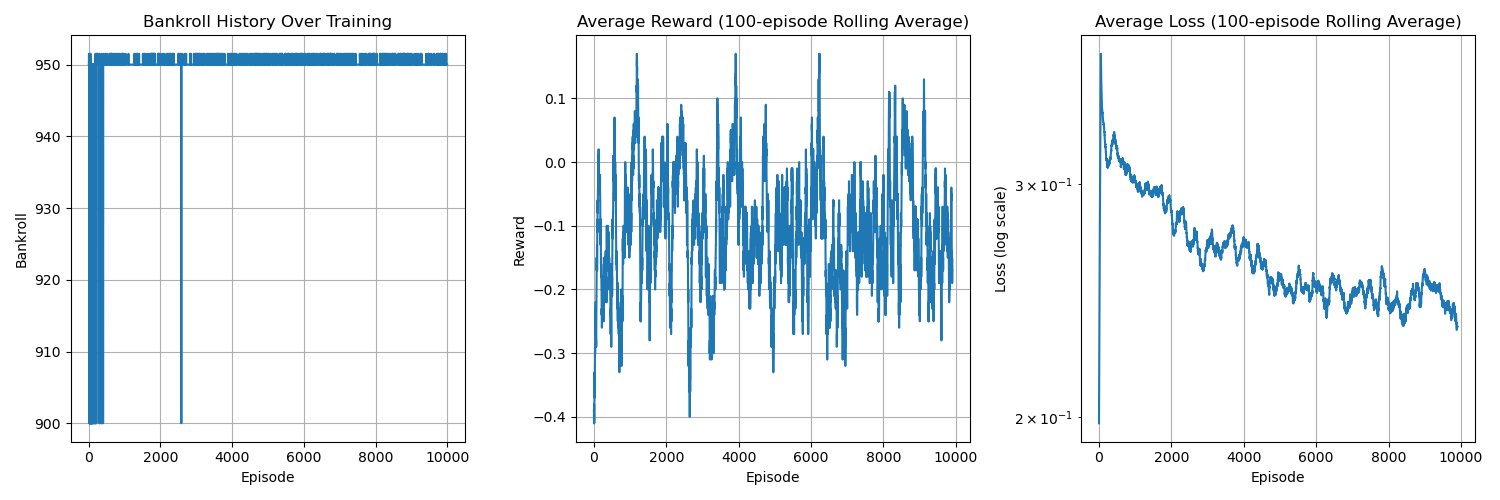 Bankroll History Over Training
950
940
930
920
910
900
Bankroll
0
2000
4000
6000
8000
10000
Episode
Average Reward (100-episode Rolling Average)
0.1
0.0
−0.1
−0.2
−0.3
−0.4
Reward
0
2000
4000
6000
8000
10000
Episode
Average Loss (100-episode Rolling Average)
3 × 10⁻¹
2 × 10⁻¹
Loss (log scale)
0
2000
4000
6000
8000
10000
Episode